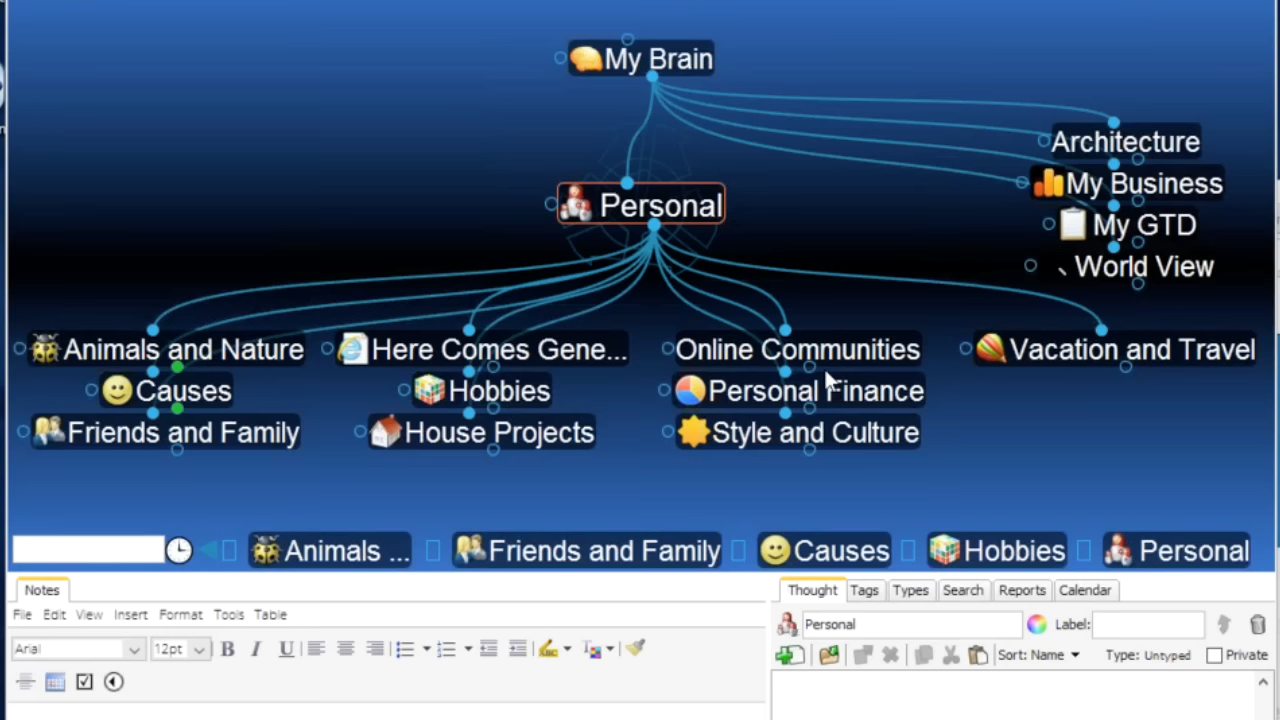 My Brain
Architecture
My Business
Personal
My GTD
World View
Animals and Nature
Here Comes Gene...
Online Communities
Vacation and Travel
Causes
Hobbies
Personal Finance
Friends and Family
House Projects
Style and Culture
Animals ...
Friends and Family
Causes
Hobbies
Personal
Notes
Thought Tags Types Search Reports Calendar
File Edit View Insert Format Tools Table
Personal
Label:
Arial
12pt
B I U
Sort: Name
Type: Untyped
Private